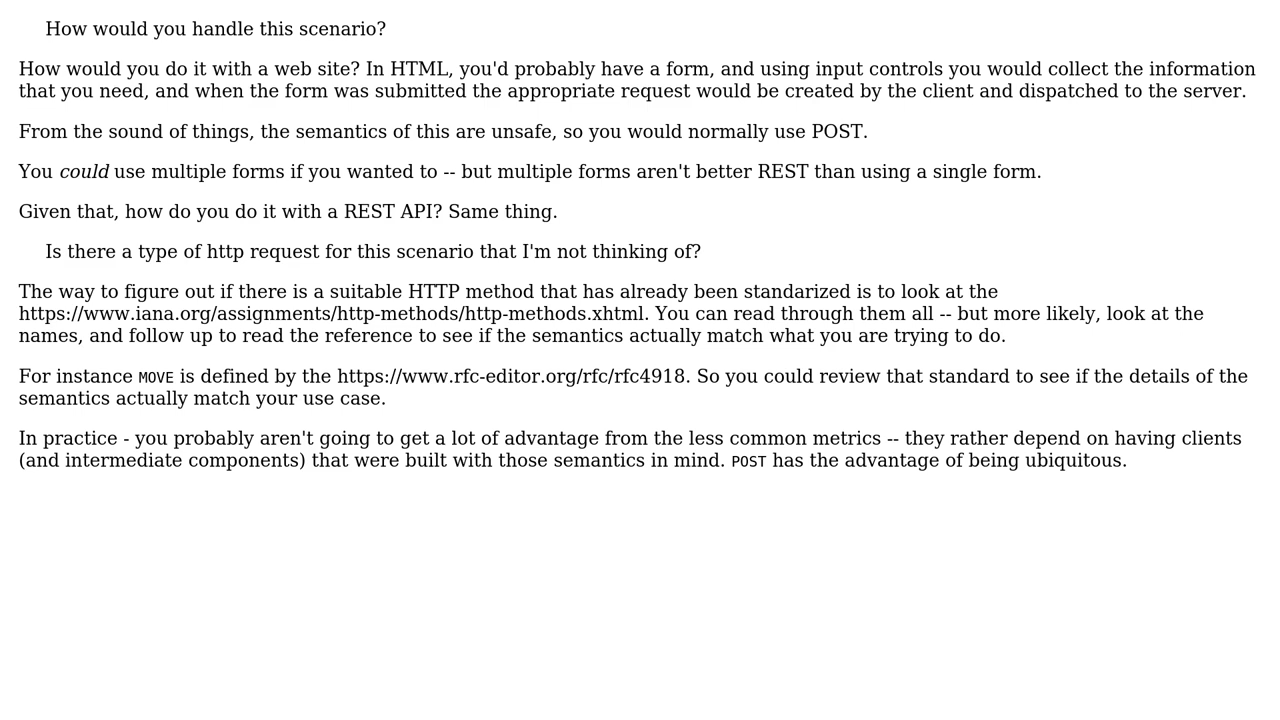 How would you handle this scenario?
How would you do it with a web site? In HTML, you'd probably have a form, and using input controls you would collect the information
that you need, and when the form was submitted the appropriate request would be created by the client and dispatched to the server.
From the sound of things, the semantics of this are unsafe, so you would normally use POST.
You could use multiple forms if you wanted to -- but multiple forms aren't better REST than using a single form.
Given that, how do you do it with a REST API? Same thing.
Is there a type of http request for this scenario that I'm not thinking of?
The way to figure out if there is a suitable HTTP method that has already been standarized is to look at the
https://www.iana.org/assignments/http-methods/http-methods.xhtml. You can read through them all -- but more likely, look at the
names, and follow up to read the reference to see if the semantics actually match what you are trying to do.
For instance MOVE is defined by the https://www.rfc-editor.org/rfc/rfc4918. So you could review that standard to see if the details of the
semantics actually match your use case.
In practice - you probably aren't going to get a lot of advantage from the less common metrics -- they rather depend on having clients
(and intermediate components) that were built with those semantics in mind. POST has the advantage of being ubiquitous.